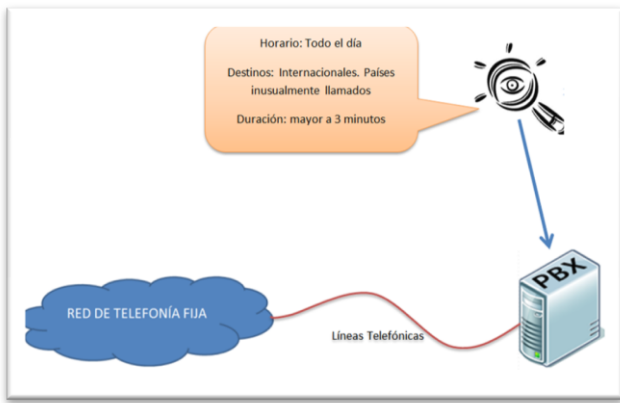 Horario: Todo el día
Destinos: Internacionales. Países
inusualmente llamados
Duración: mayor a 3 minutos
PBX
RED DE TELEFONÍA FIJA
Líneas Telefónicas